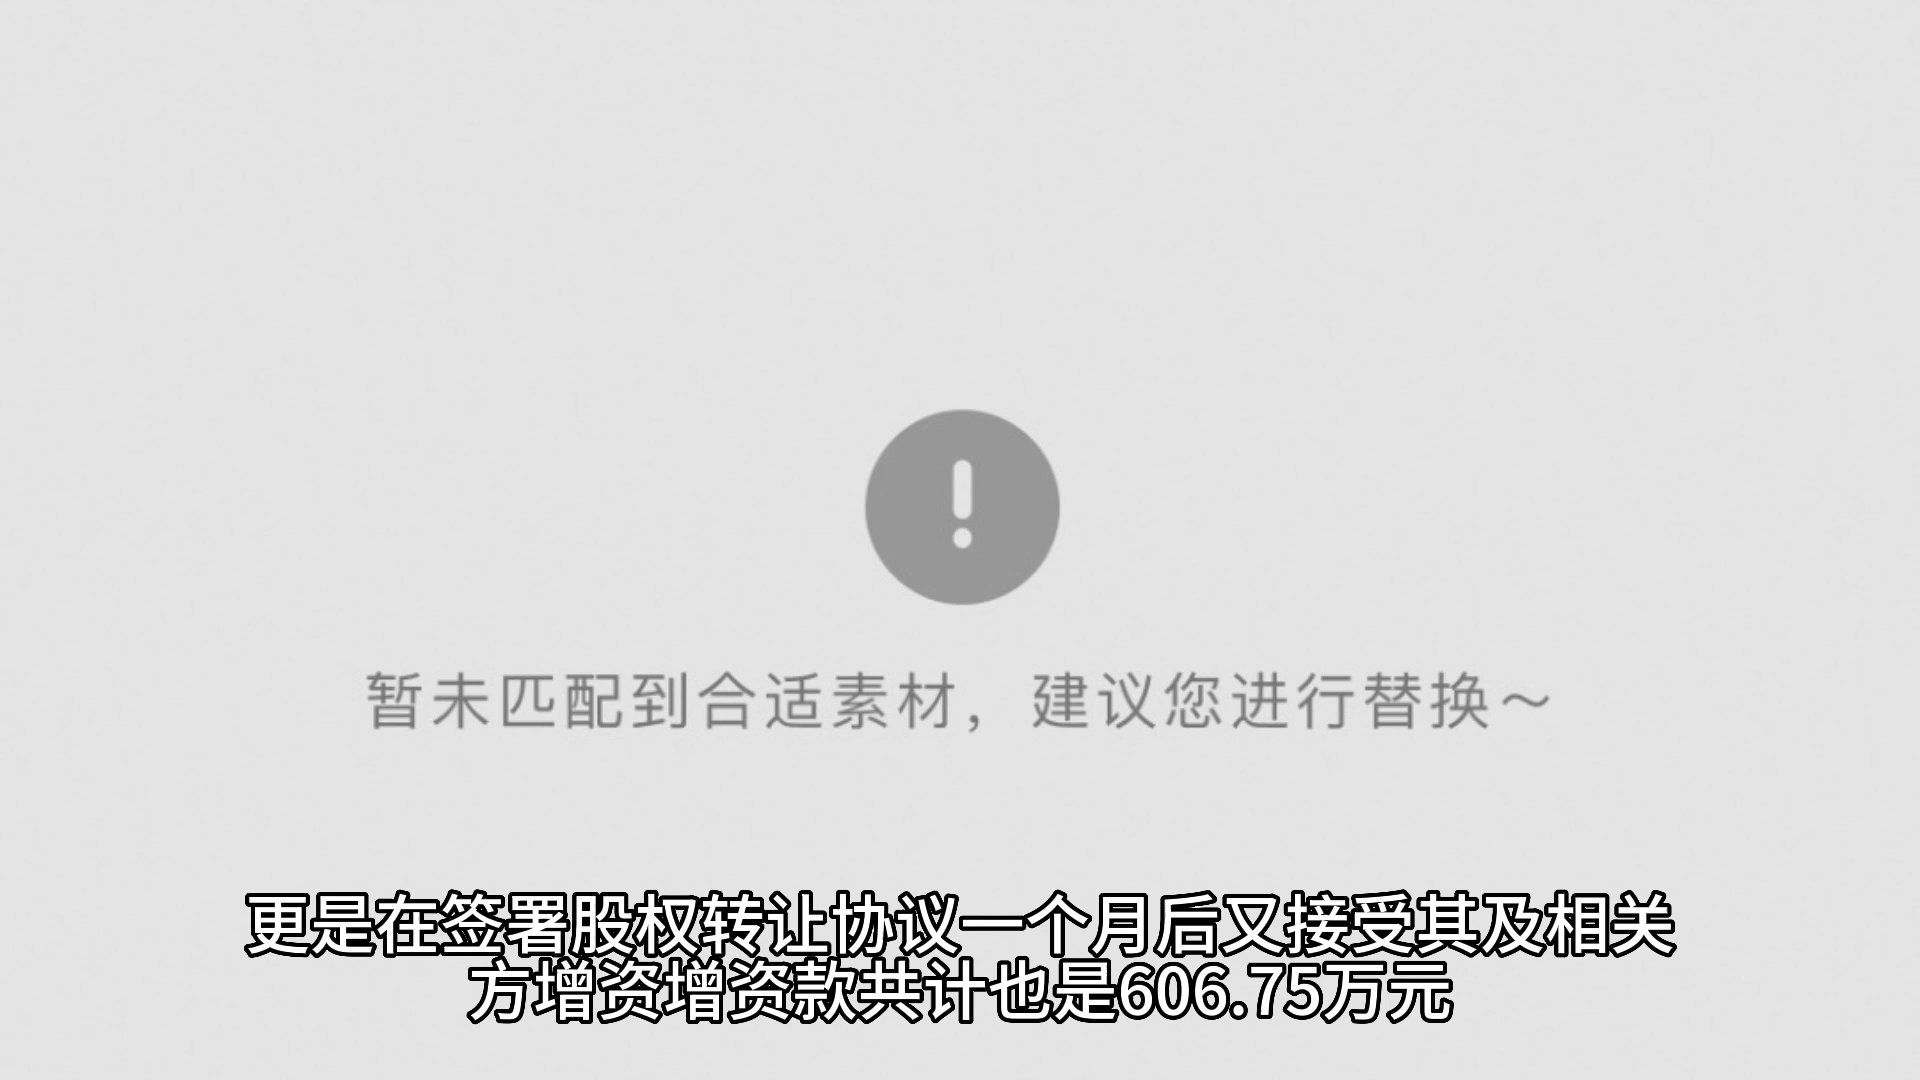 暂未匹配到合适素材，建议您进行替换～
更是在签署股权转让协议一个月后又接受其及相关
方增资增资款共计也是606.75万元